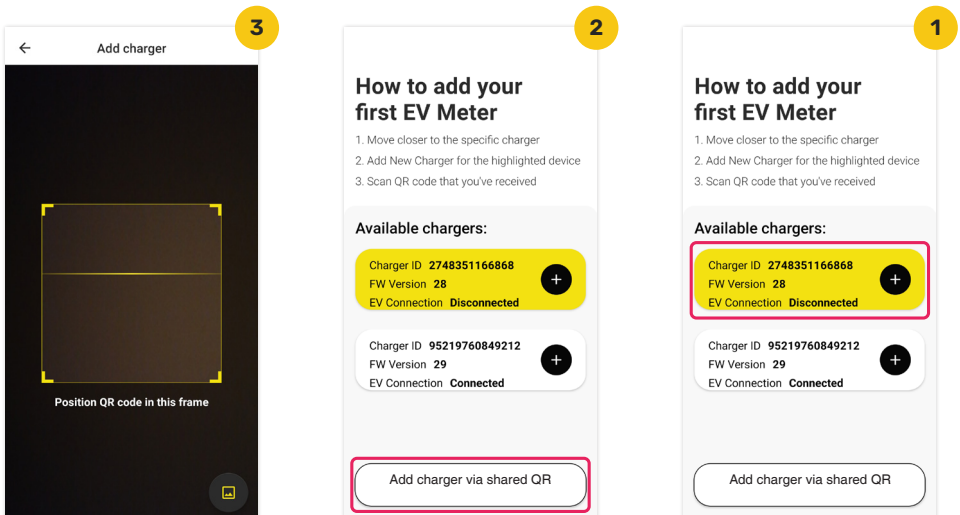 3
Add charger
Position QR code in this frame
2
How to add your
first EV Meter
1. Move closer to the specific charger
2. Add New Charger for the highlighted device
3. Scan QR code that you've received
Available chargers:
Charger ID 2748351166868
FW Version 28
EV Connection Disconnected
Charger ID 95219760849212
FW Version 29
EV Connection Connected
Add charger via shared QR
1
How to add your
first EV Meter
1. Move closer to the specific charger
2. Add New Charger for the highlighted device
3. Scan QR code that you've received
Available chargers:
Charger ID 2748351166868
FW Version 28
EV Connection Disconnected
Charger ID 95219760849212
FW Version 29
EV Connection Connected
Add charger via shared QR